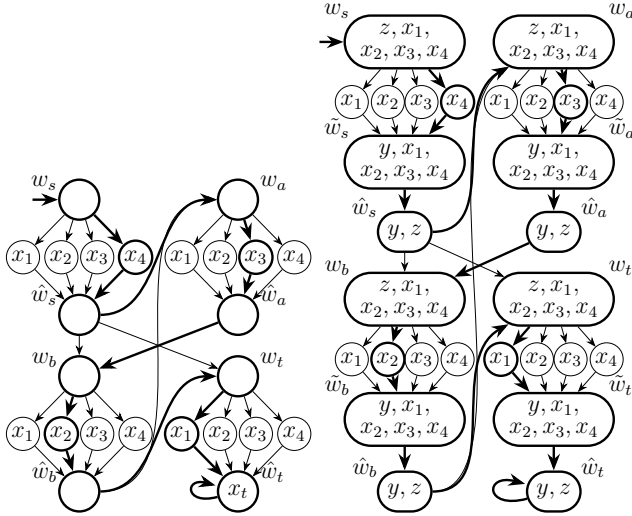 w_s
w_a
z, x_1,
x_2, x_3, x_4
z, x_1,
x_2, x_3, x_4
x_1 x_2 x_3 x_4
x_1 x_2 x_3 x_4
w̃_s
w̃_a
y, x_1,
x_2, x_3, x_4
y, x_1,
x_2, x_3, x_4
ŵ_s
ŵ_a
y, z
y, z
w_b
w_t
z, x_1,
x_2, x_3, x_4
z, x_1,
x_2, x_3, x_4
x_1 x_2 x_3 x_4
x_1 x_2 x_3 x_4
w̃_b
w̃_t
y, x_1,
x_2, x_3, x_4
y, x_1,
x_2, x_3, x_4
ŵ_b
ŵ_t
y, z
y, z
w_s
w_a
x_1 x_2 x_3 x_4
x_1 x_2 x_3 x_4
ŵ_s
ŵ_a
w_b
w_t
x_1 x_2 x_3 x_4
x_1 x_2 x_3 x_4
ŵ_b
ŵ_t
x_t